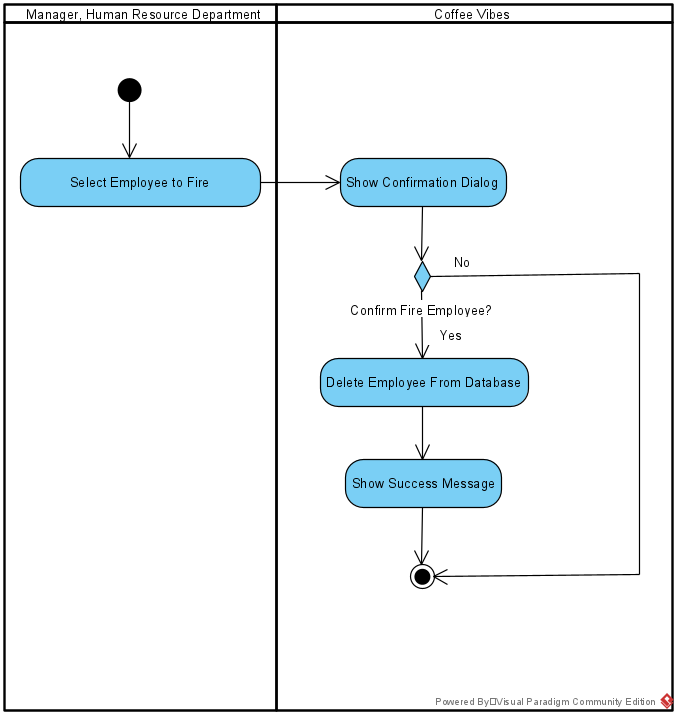 Manager, Human Resource Department
Coffee Vibes
Select Employee to Fire
Show Confirmation Dialog
No
Confirm Fire Employee?
Yes
Delete Employee From Database
Show Success Message
Powered By Visual Paradigm Community Edition